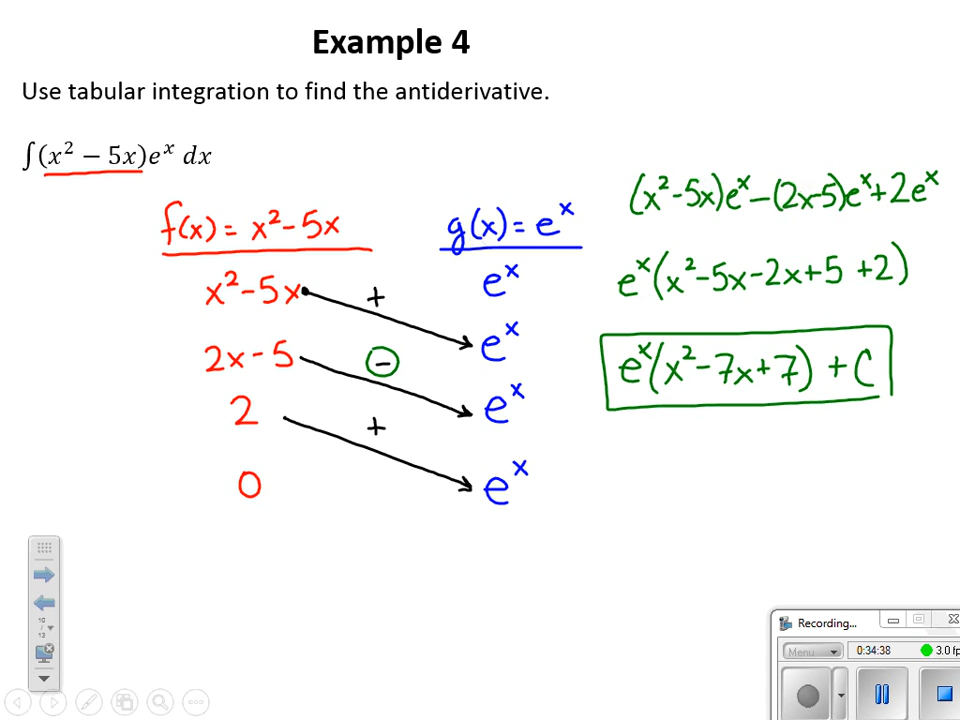 Example 4
Use tabular integration to find the antiderivative.
∫(x² − 5x)eˣ dx
f(x) = x² - 5x
g(x) = eˣ
x² - 5x
+
eˣ
eˣ
2x - 5
-
eˣ
2
+
eˣ
0
(x² - 5x)eˣ - (2x-5)eˣ + 2eˣ
eˣ(x² - 5x - 2x + 5 + 2)
eˣ(x² - 7x + 7) + C
10
/
13
Recording...
Menu
0:34:38
3.0 fp